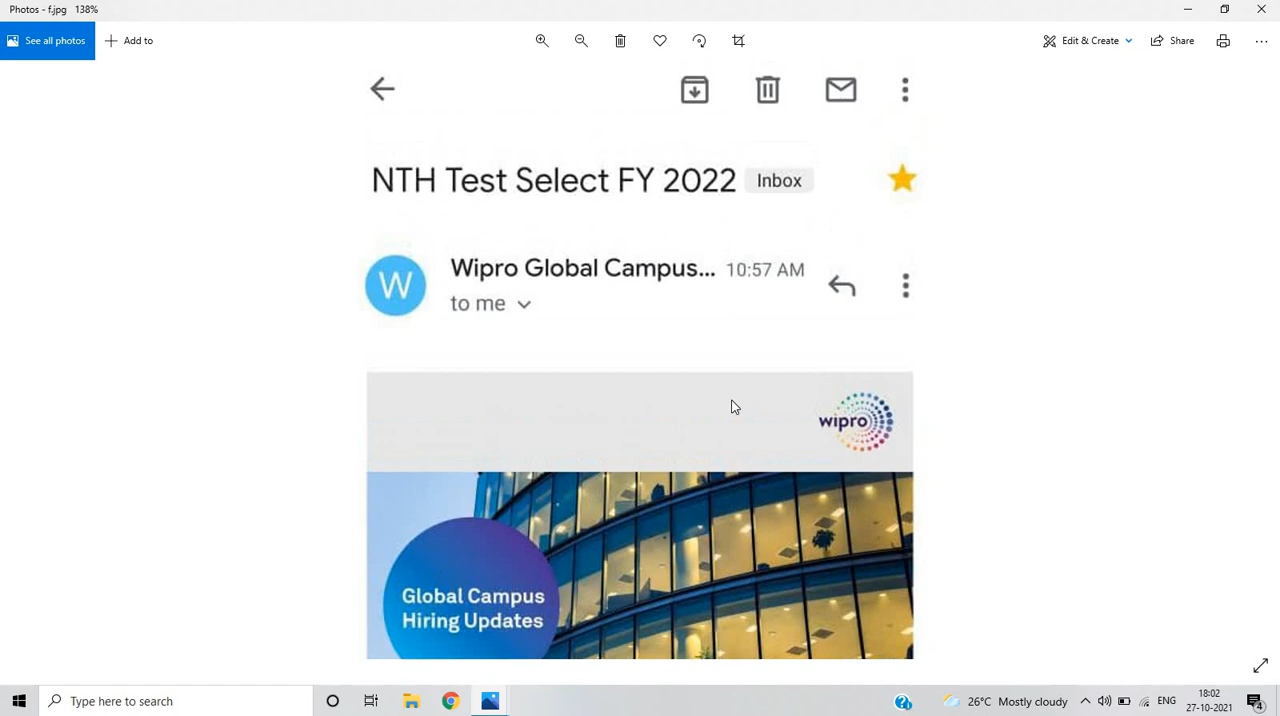 Photos - f.jpg 138%
See all photos
Add to
Edit & Create
Share
NTH Test Select FY 2022 Inbox
W
Wipro Global Campus... 10:57 AM
to me
wipro
Global Campus
Hiring Updates
Type here to search
26°C Mostly cloudy
ENG
18:02
27-10-2021
4